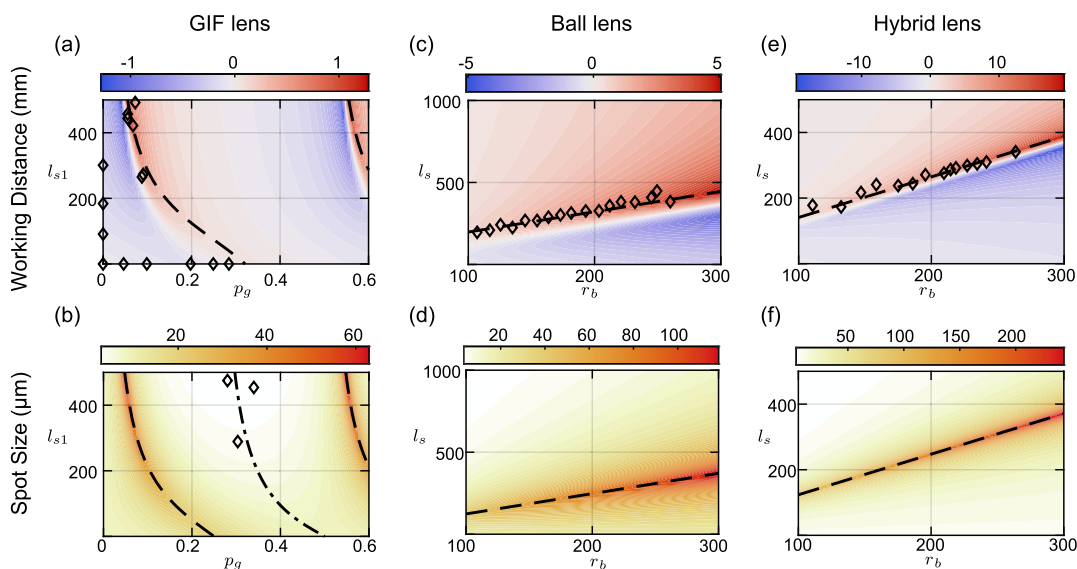 GIF lens
Ball lens
Hybrid lens
(a)
(c)
(e)
-1 0 1
-5 0 5
-10 0 10
Working Distance (mm)
400
l_{s1}
200
0 0.2 0.4 0.6
p_g
1000
l_s
500
100 200 300
r_b
400
l_s
200
100 200 300
r_b
(b)
(d)
(f)
20 40 60
20 40 60 80 100
50 100 150 200
Spot Size (μm)
400
l_{s1}
200
0 0.2 0.4 0.6
p_g
1000
l_s
500
100 200 300
r_b
400
l_s
200
100 200 300
r_b